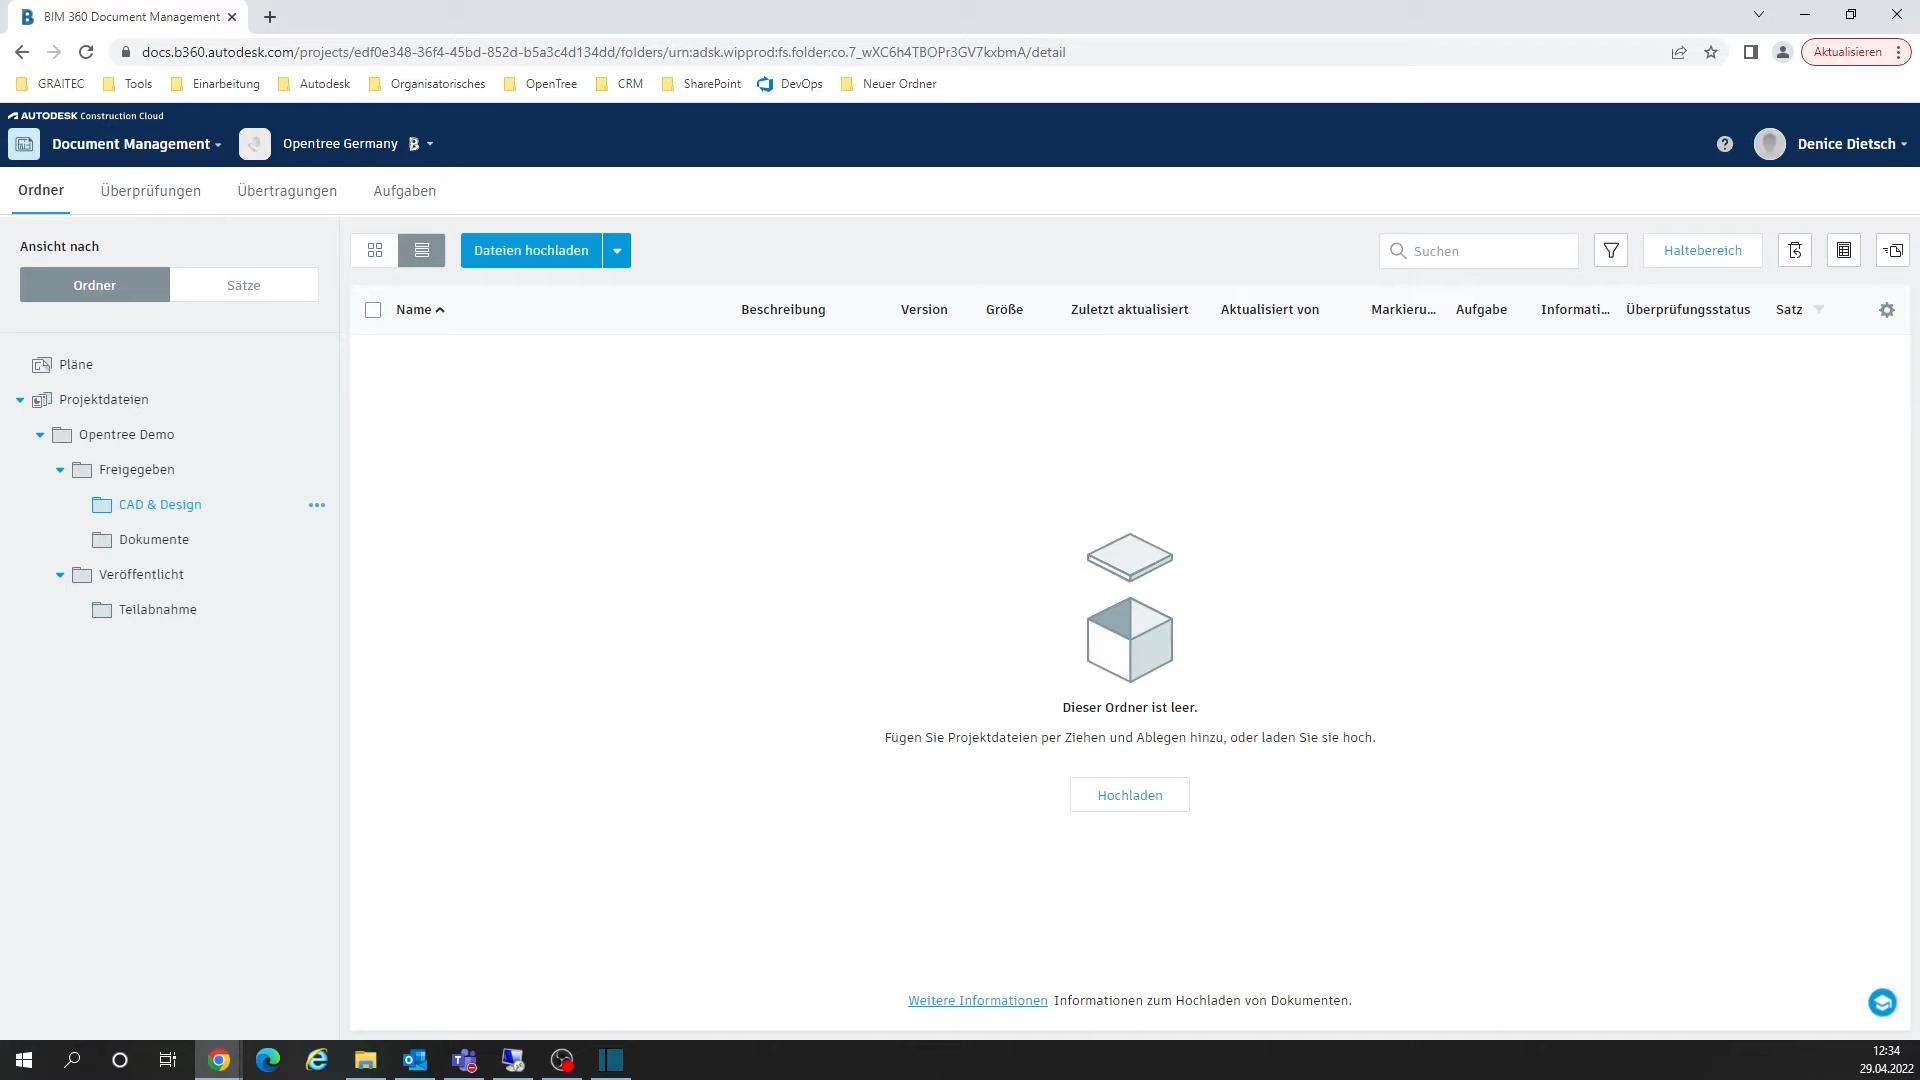 BIM 360 Document Management
docs.b360.autodesk.com/projects/edf0e348-36f4-45bd-852d-b5a3c4d134dd/folders/urn:adsk.wipprod:fs.folder:co.7_wXC6h4TBOPr3GV7kxbmA/detail
Aktualisieren
GRAITEC Tools Einarbeitung Autodesk Organisatorisches OpenTree CRM SharePoint DevOps Neuer Ordner
AUTODESK Construction Cloud
Document Management Opentree Germany Denice Dietsch
Ordner Überprüfungen Übertragungen Aufgaben
Ansicht nach
Ordner Sätze
Dateien hochladen Suchen Haltebereich
Name Beschreibung Version Größe Zuletzt aktualisiert Aktualisiert von Markieru... Aufgabe Informati... Überprüfungsstatus Satz
Pläne
Projektdateien
Opentree Demo
Freigegeben
CAD & Design
Dokumente
Veröffentlicht
Teilabnahme
Dieser Ordner ist leer.
Fügen Sie Projektdateien per Ziehen und Ablegen hinzu, oder laden Sie sie hoch.
Hochladen
Weitere Informationen Informationen zum Hochladen von Dokumenten.
12:34
29.04.2022